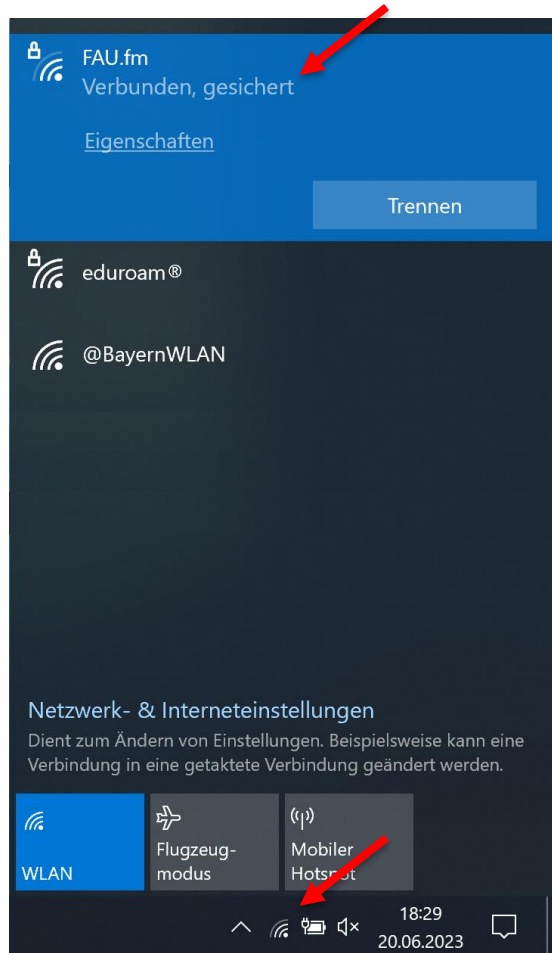 FAU.fm
Verbunden, gesichert
Eigenschaften
Trennen
eduroam®
@BayernWLAN
Netzwerk- & Interneteinstellungen
Dient zum Ändern von Einstellungen. Beispielsweise kann eine
Verbindung in eine getaktete Verbindung geändert werden.
WLAN
Flugzeug-
modus
Mobiler
Hotspot
18:29
20.06.2023